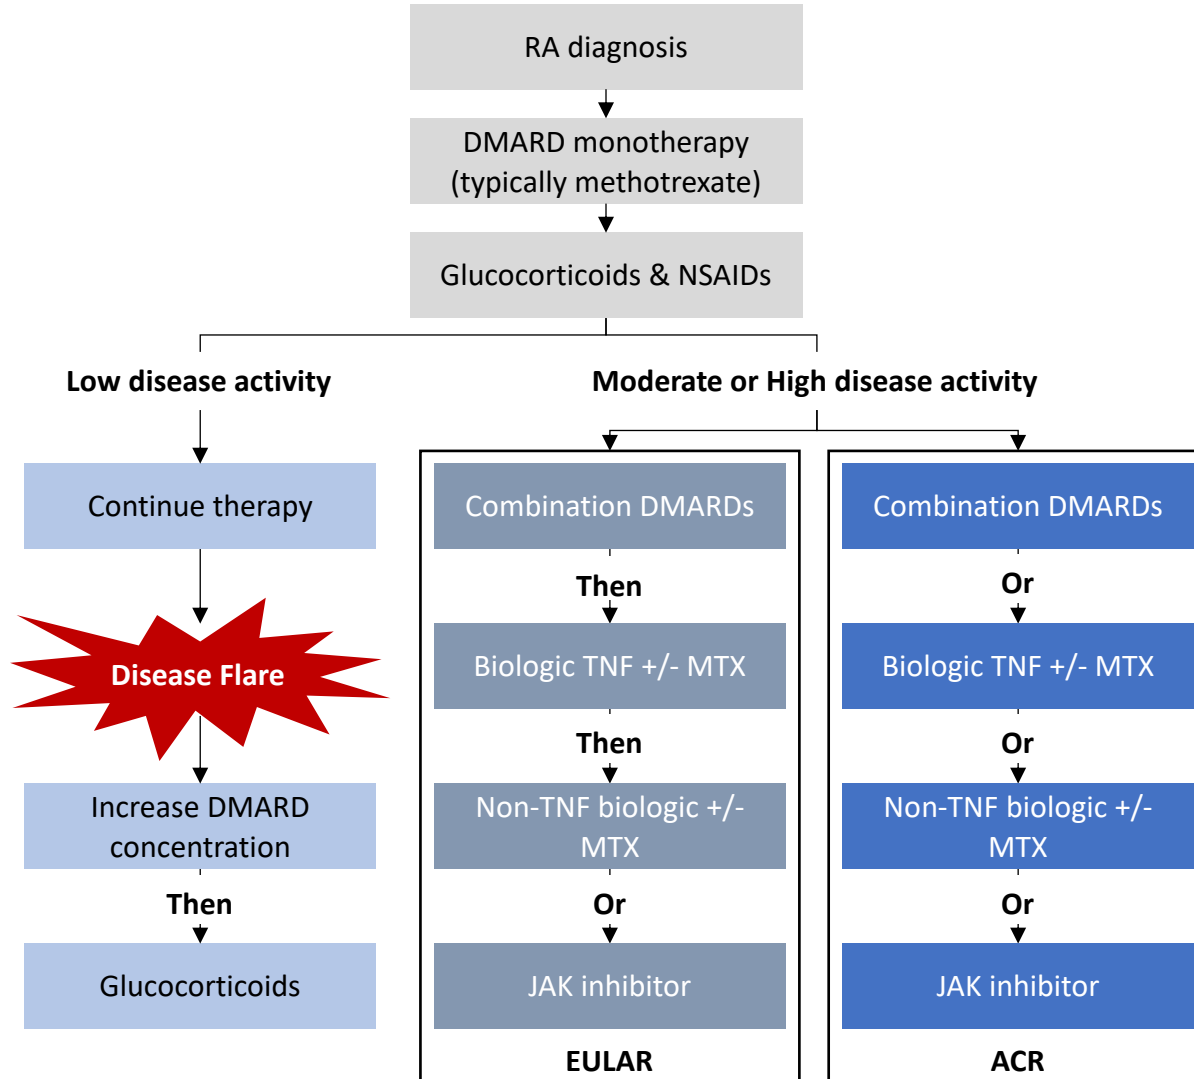 RA diagnosis
DMARD monotherapy
(typically methotrexate)
Glucocorticoids & NSAIDs
Low disease activity
Moderate or High disease activity
Continue therapy
Disease Flare
Increase DMARD
concentration
Then
Glucocorticoids
Combination DMARDs
Then
Biologic TNF +/- MTX
Then
Non-TNF biologic +/-
MTX
Or
JAK inhibitor
EULAR
Combination DMARDs
Or
Biologic TNF +/- MTX
Or
Non-TNF biologic +/-
MTX
Or
JAK inhibitor
ACR